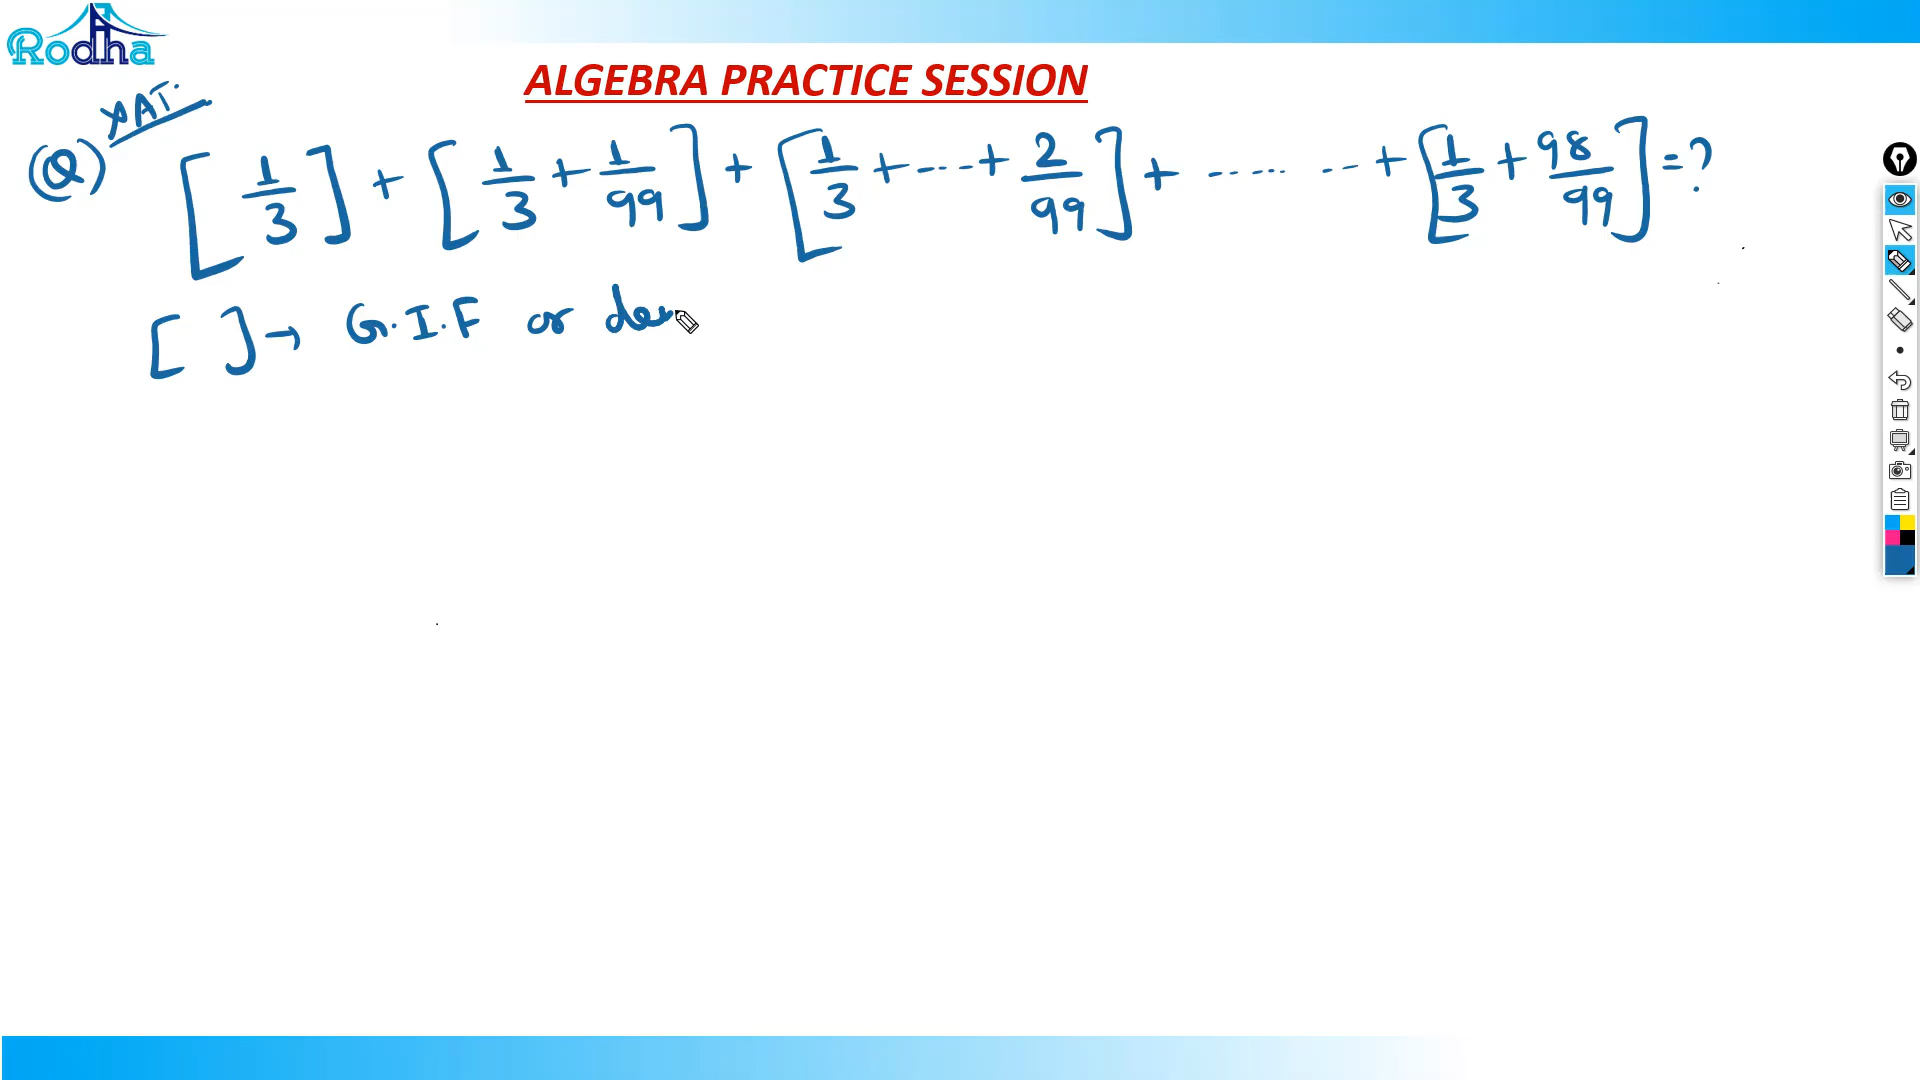 Rodha
ALGEBRA PRACTICE SESSION
XAT.
(Q) [1/3] + [1/3 + 1/99] + [1/3 + ... + 2/99] + ....... + [1/3 + 98/99] = ?
[ ] → G.I.F or